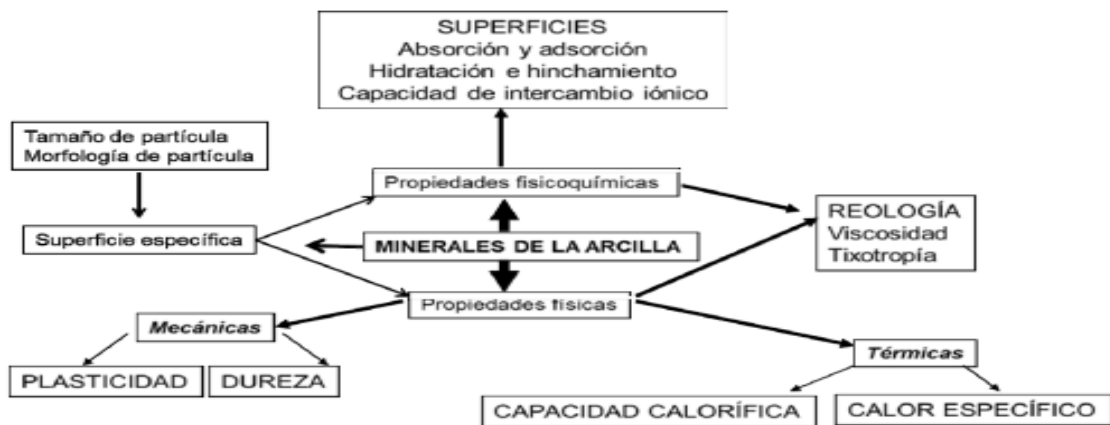 SUPERFICIES
Absorción y adsorción
Hidratación e hinchamiento
Capacidad de intercambio iónico
Tamaño de partícula
Morfología de partícula
Propiedades fisicoquímicas
REOLOGÍA
Viscosidad
Tixotropía
Superficie específica
MINERALES DE LA ARCILLA
Propiedades físicas
Mecánicas
PLASTICIDAD
DUREZA
Térmicas
CAPACIDAD CALORÍFICA
CALOR ESPECÍFICO